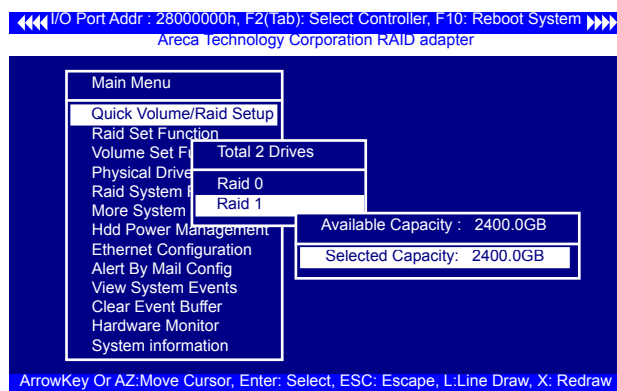 I/O Port Addr : 28000000h, F2(Tab): Select Controller, F10: Reboot System
Areca Technology Corporation RAID adapter
Main Menu
Quick Volume/Raid Setup
Raid Set Function
Volume Set Fu
Physical Drive
Raid System F
More System
Hdd Power Management
Ethernet Configuration
Alert By Mail Config
View System Events
Clear Event Buffer
Hardware Monitor
System information
Total 2 Drives
Raid 0
Raid 1
Available Capacity : 2400.0GB
Selected Capacity: 2400.0GB
ArrowKey Or AZ:Move Cursor, Enter: Select, ESC: Escape, L:Line Draw, X: Redraw